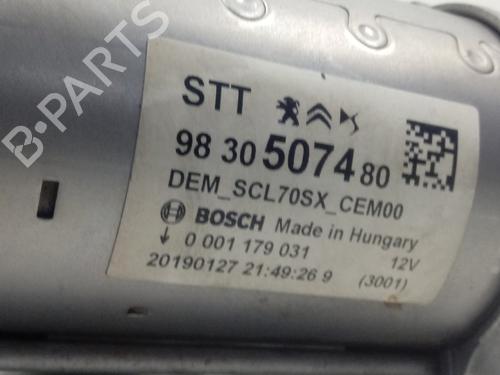 B-PARTS
STT
98 30 5074 80
DEM_SCL70SX_CEM00
BOSCH Made in Hungary
↓ 0 001 179 031 12V
20190127 21:49:26 9 (3001)